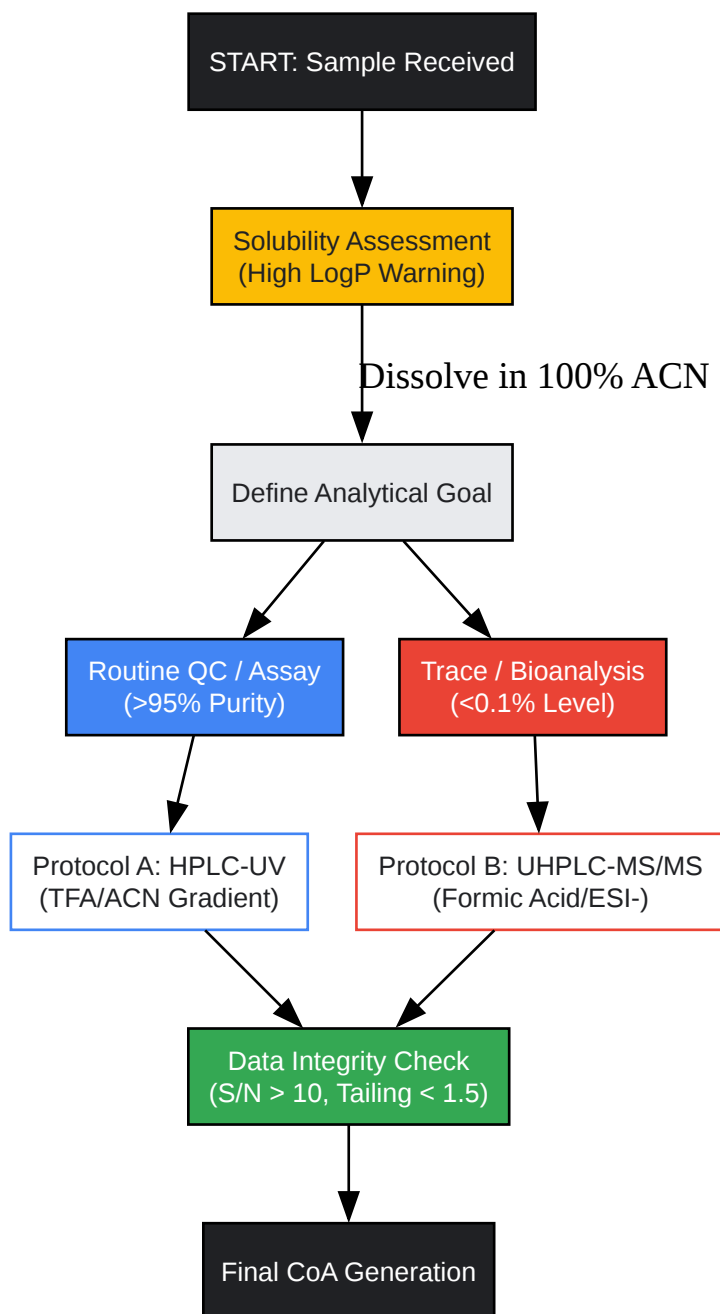 START: Sample Received
Solubility Assessment
(High LogP Warning)
Dissolve in 100% ACN
Define Analytical Goal
Routine QC / Assay
(>95% Purity)
Trace / Bioanalysis
(<0.1% Level)
Protocol A: HPLC-UV
(TFA/ACN Gradient)
Protocol B: UHPLC-MS/MS
(Formic Acid/ESI-)
Data Integrity Check
(S/N > 10, Tailing < 1.5)
Final CoA Generation